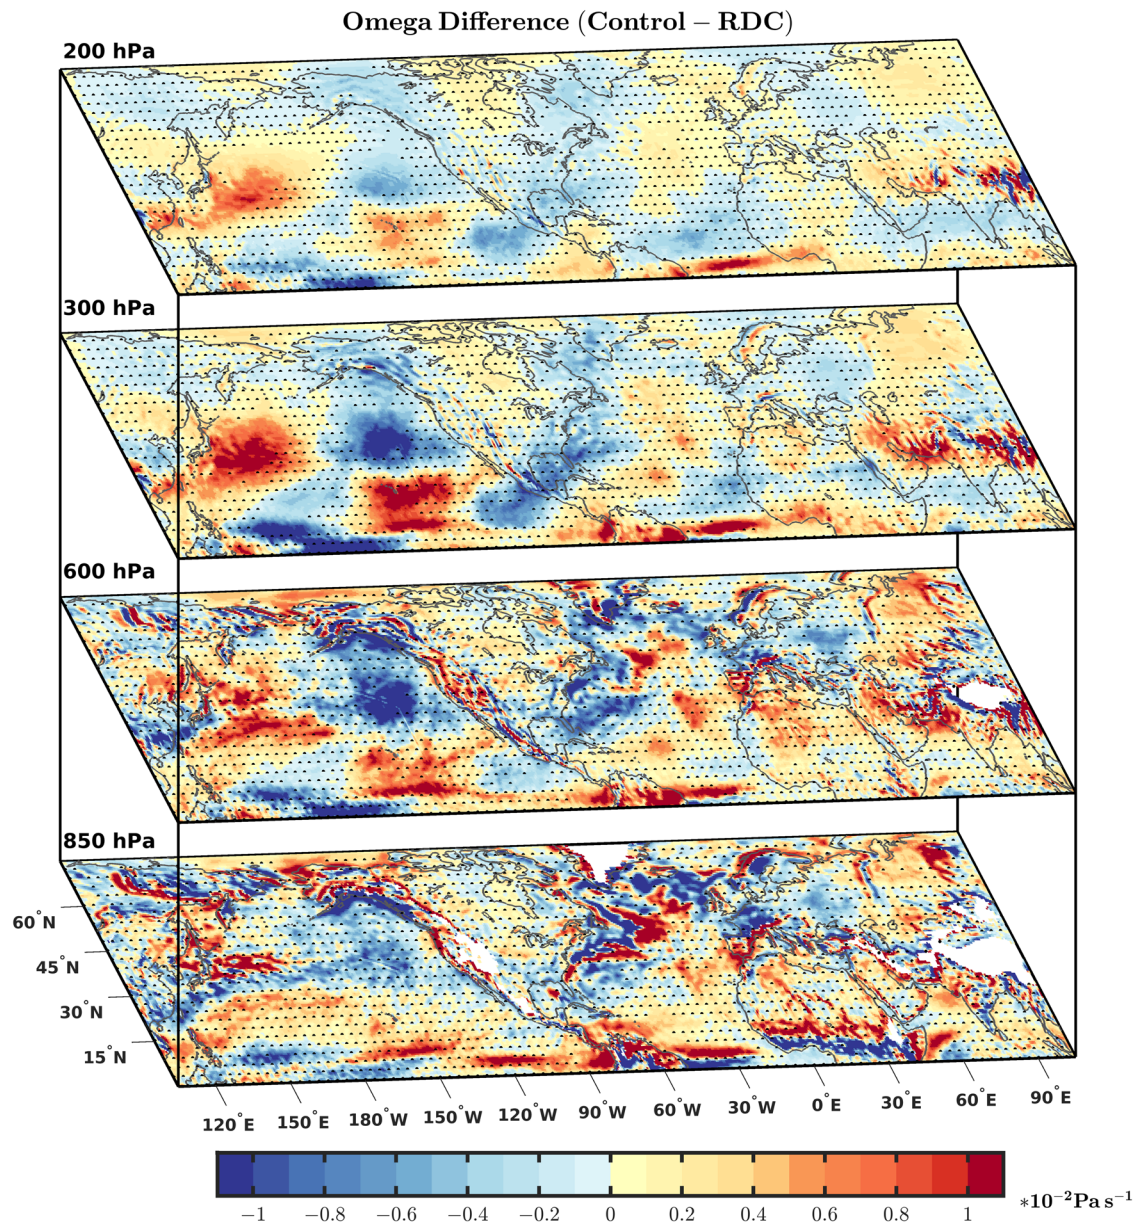 Omega Difference (Control – RDC)
200 hPa
300 hPa
600 hPa
850 hPa
60°N
45°N
30°N
15°N
120°E 150°E 180°W 150°W 120°W 90°W 60°W 30°W 0°E 30°E 60°E 90°E
−1 −0.8 −0.6 −0.4 −0.2 0 0.2 0.4 0.6 0.8 1 *10⁻²Pa s⁻¹